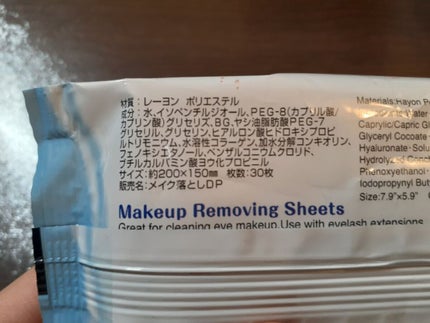 材質：レーヨン ポリエステル
成分：水、イソペンチルジオール、PEG-8(カプリル酸/
カプリン酸)グリセリズ、BG、ヤシ油脂肪酸PEG-7
グリセリル、グリセリン、ヒアルロン酸ヒドロキシプロピ
ルトリモニウム、水溶性コラーゲン、加水分解コンキオリン、
フェノキシエタノール、ベンザルコニウムクロリド、
ブチルカルバミン酸ヨウ化プロピニル
サイズ：約200×150mm 枚数：30枚
販売名：メイク落としDP
Makeup Removing Sheets
Great for cleaning eye makeup.Use with eyelash extensions
Materials:Rayon
Water
Caprylic/Capric
Glyceryl Cocoate
Hyaluronate
Phenoxyethanol
Iodopropynyl
Size:7.9"×5.9"